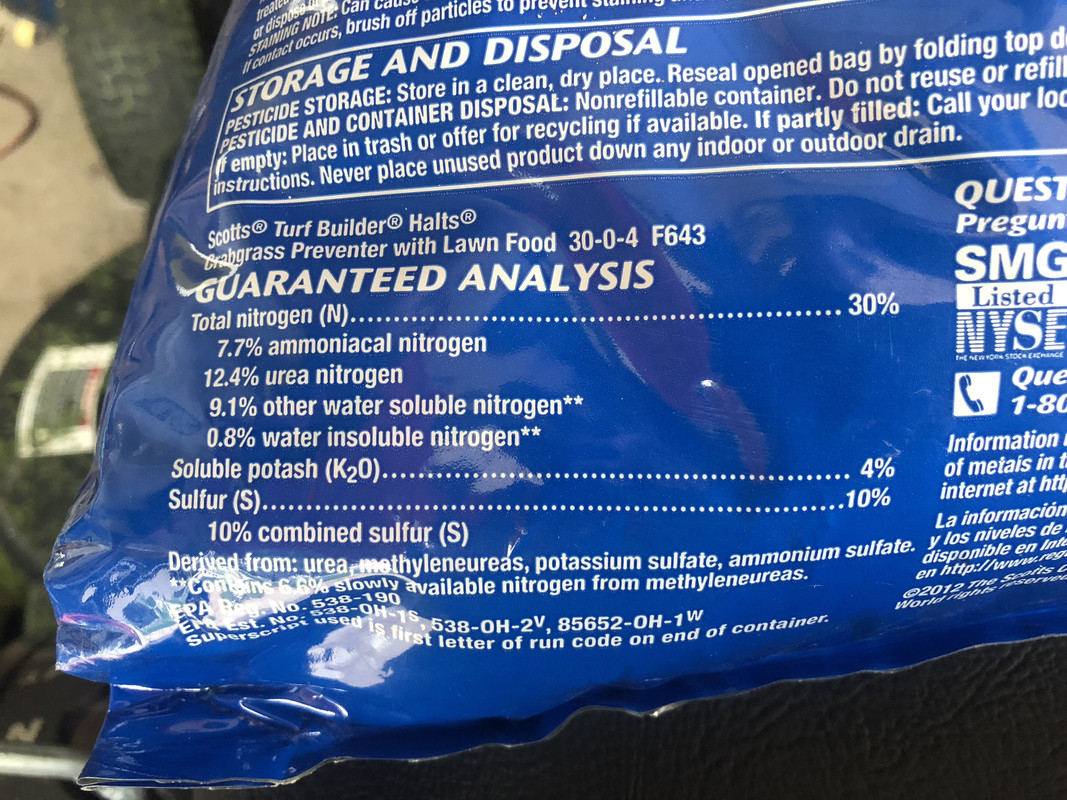 treated
or dispose of. Can cause
STAINING NOTE:
If contact occurs, brush off particles to prevent staining
STORAGE AND DISPOSAL
PESTICIDE STORAGE: Store in a clean, dry place. Reseal opened bag by folding top d
PESTICIDE AND CONTAINER DISPOSAL: Nonrefillable container. Do not reuse or refill
If empty: Place in trash or offer for recycling if available. If partly filled: Call your loc
instructions. Never place unused product down any indoor or outdoor drain.
Scotts® Turf Builder® Halts®
Crabgrass Preventer with Lawn Food 30-0-4 F643
GUARANTEED ANALYSIS
Total nitrogen (N)........................................ 30%
7.7% ammoniacal nitrogen
12.4% urea nitrogen
9.1% other water soluble nitrogen**
0.8% water insoluble nitrogen**
Soluble potash (K₂O)........................................ 4%
Sulfur (S)........................................10%
10% combined sulfur (S)
Derived from: urea, methyleneureas, potassium sulfate, ammonium sulfate.
**Contains 6.6% slowly available nitrogen from methyleneureas.
EPA Reg. No. 538-190
EPA Est. No. 538-OH-1S, 538-OH-2V, 85652-OH-1W
Superscript used is first letter of run code on end of container.
QUEST
Pregun
SMG
Listed
NYSE
THE NEW YORK STOCK EXCHANGE
Que
1-80
Information
of metais in t
internet at htt
La información
y los niveles de
disponible en Inte
en http://www.reg
©2012 The Scotts C
World rights reserved